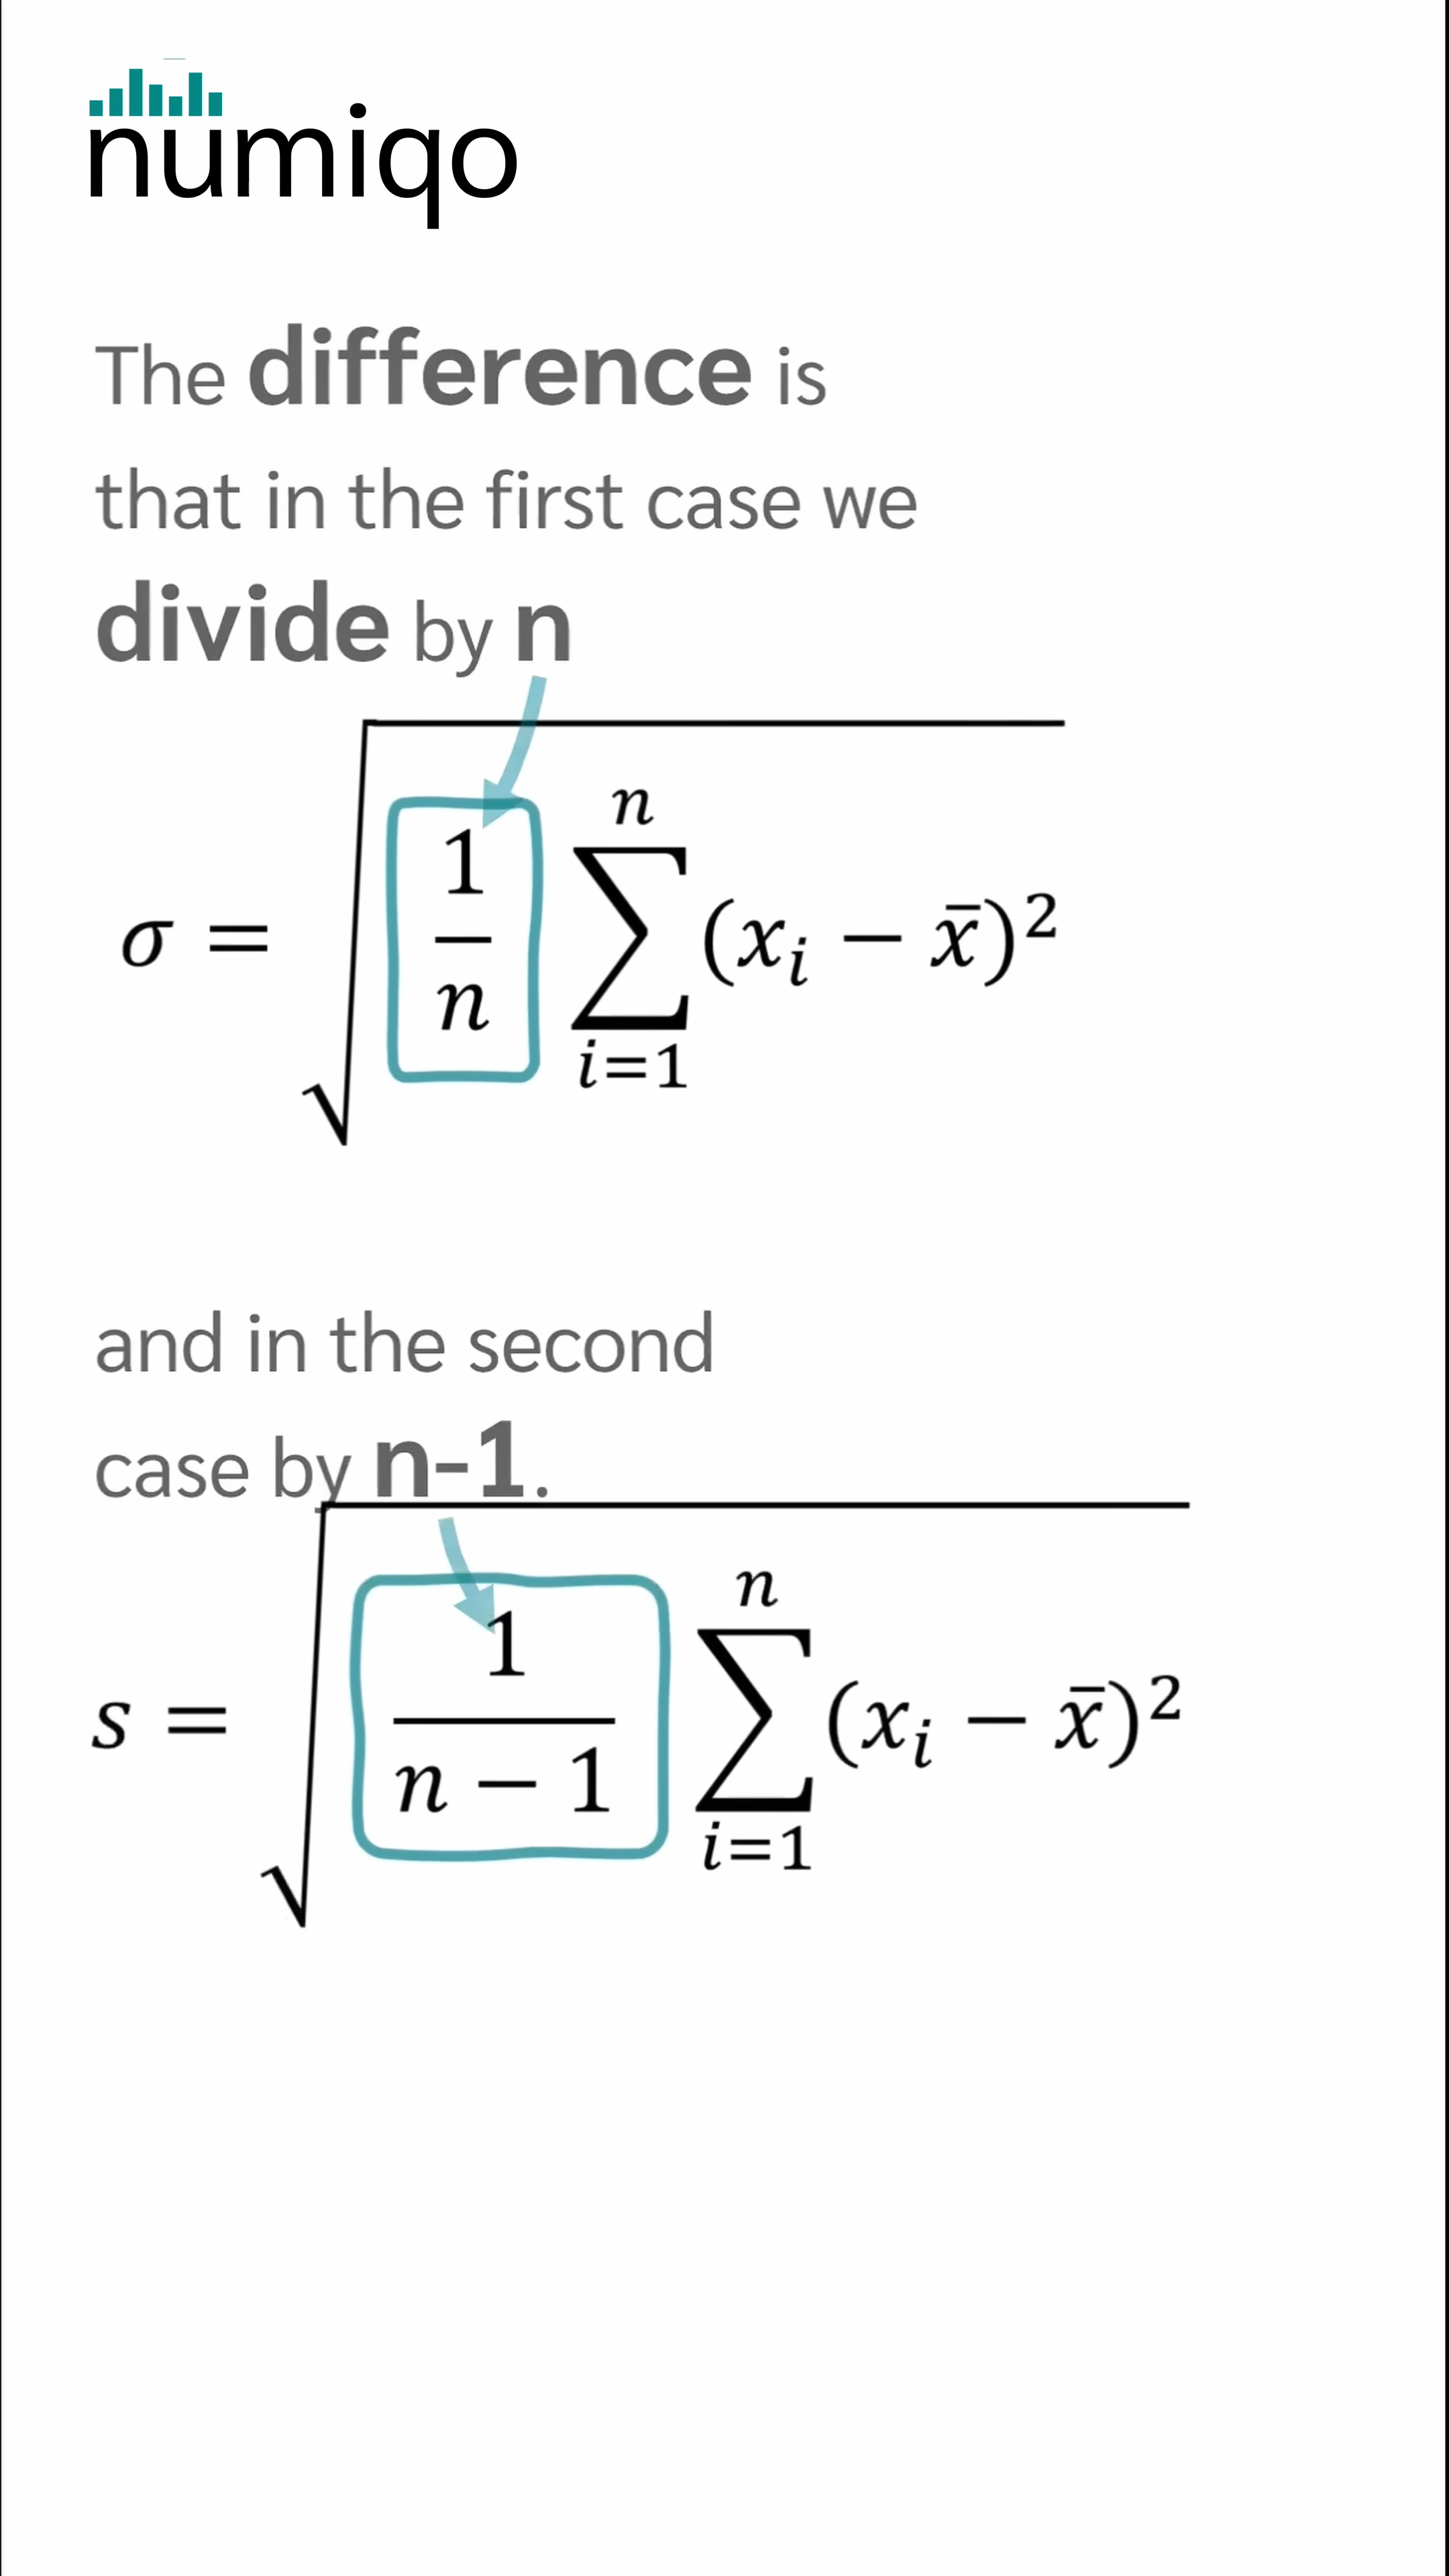 numiqo
The difference is
that in the first case we
divide by n
σ = √(1/n ∑_{i=1}^{n} (x_i − x̄)²)
and in the second
case by n-1.
s = √(1/(n − 1) ∑_{i=1}^{n} (x_i − x̄)²)